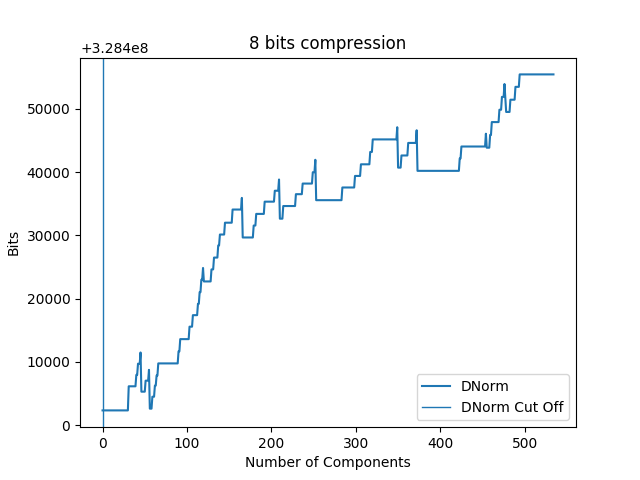 8 bits compression
+3.284e8
50000
40000
30000
20000
10000
0
Bits
0 100 200 300 400 500
Number of Components
DNorm
DNorm Cut Off